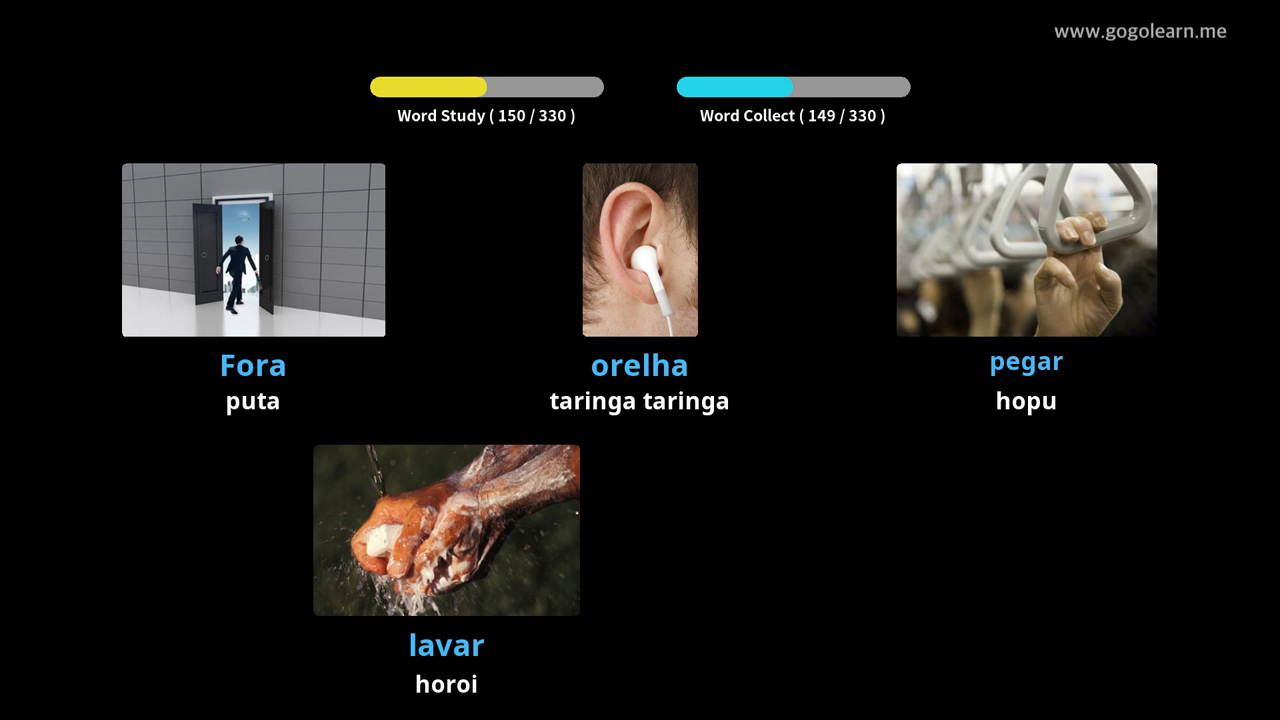 www.gogolearn.me
Word Study ( 150 / 330 )
Word Collect ( 149 / 330 )
Fora
puta
orelha
taringa taringa
pegar
hopu
lavar
horoi